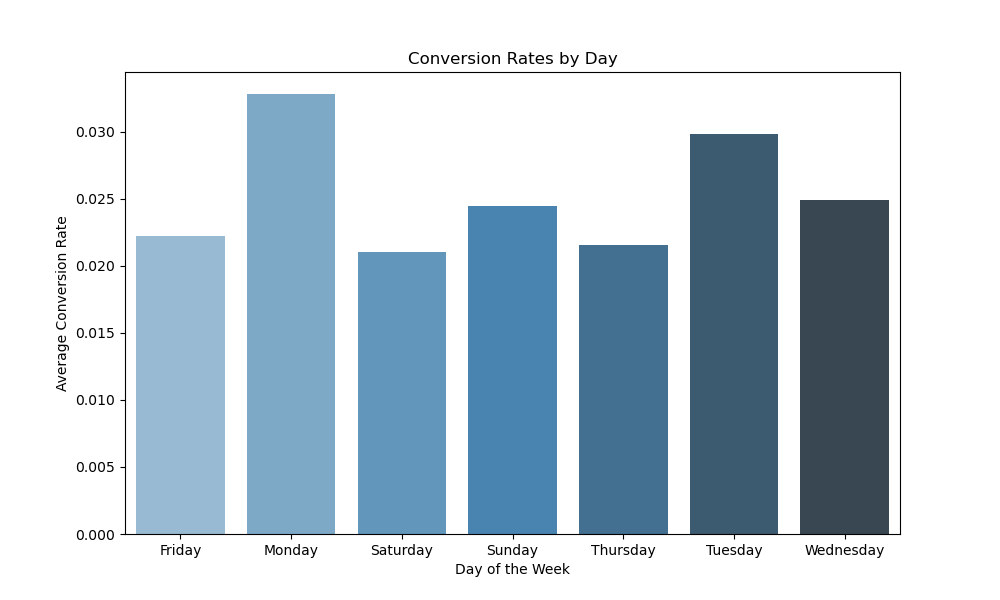 Conversion Rates by Day
Average Conversion Rate
0.030
0.025
0.020
0.015
0.010
0.005
0.000
Friday Monday Saturday Sunday Thursday Tuesday Wednesday
Day of the Week